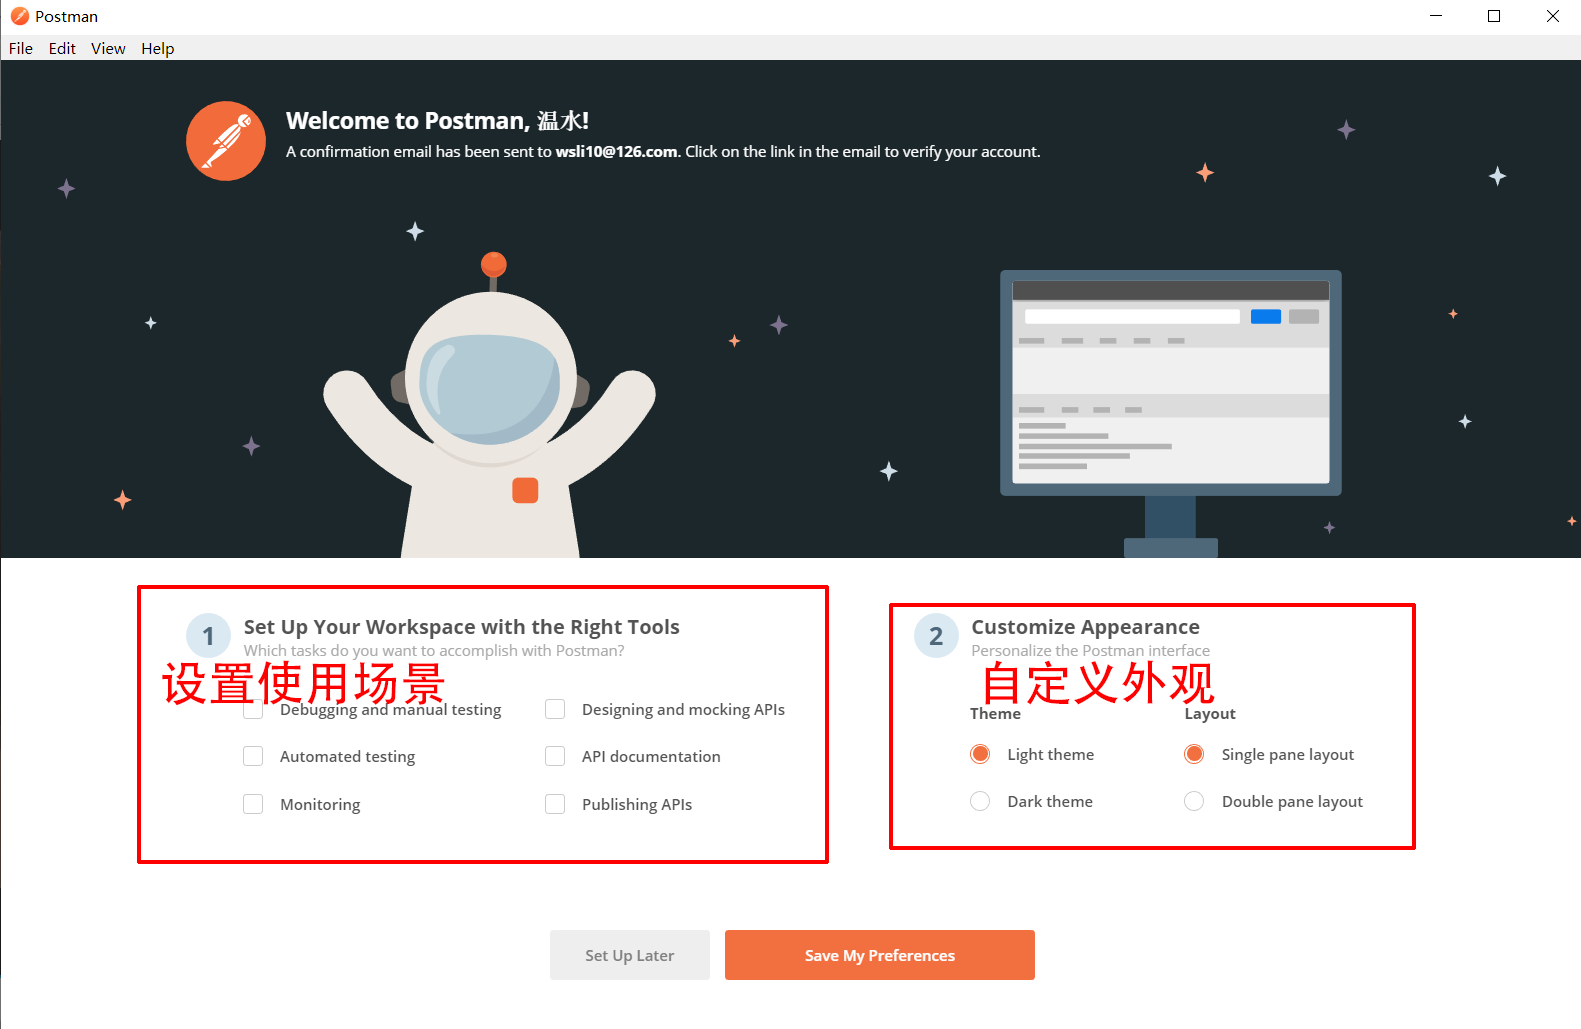 Postman
File Edit View Help
Welcome to Postman, 温水!
A confirmation email has been sent to wsli10@126.com. Click on the link in the email to verify your account.
1
Set Up Your Workspace with the Right Tools
Which tasks do you want to accomplish with Postman?
设置使用场景
Debugging and manual testing
Designing and mocking APIs
Automated testing
API documentation
Monitoring
Publishing APIs
2
Customize Appearance
Personalize the Postman interface
自定义外观
Theme
Layout
Light theme
Single pane layout
Dark theme
Double pane layout
Set Up Later
Save My Preferences